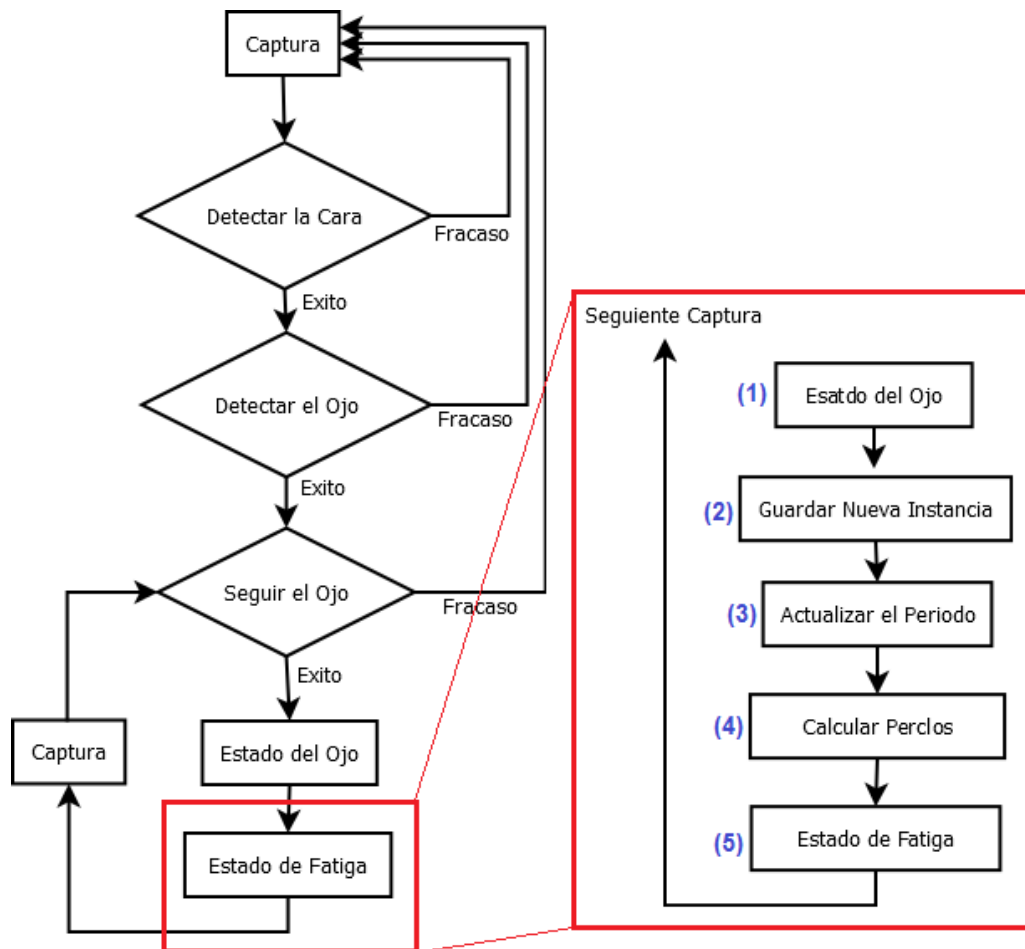 Captura
Detectar la Cara
Fracaso
Exito
Detectar el Ojo
Fracaso
Exito
Seguir el Ojo
Fracaso
Exito
Captura
Estado del Ojo
Estado de Fatiga
Seguiente Captura
(1) Esatdo del Ojo
(2) Guardar Nueva Instancia
(3) Actualizar el Periodo
(4) Calcular Perclos
(5) Estado de Fatiga